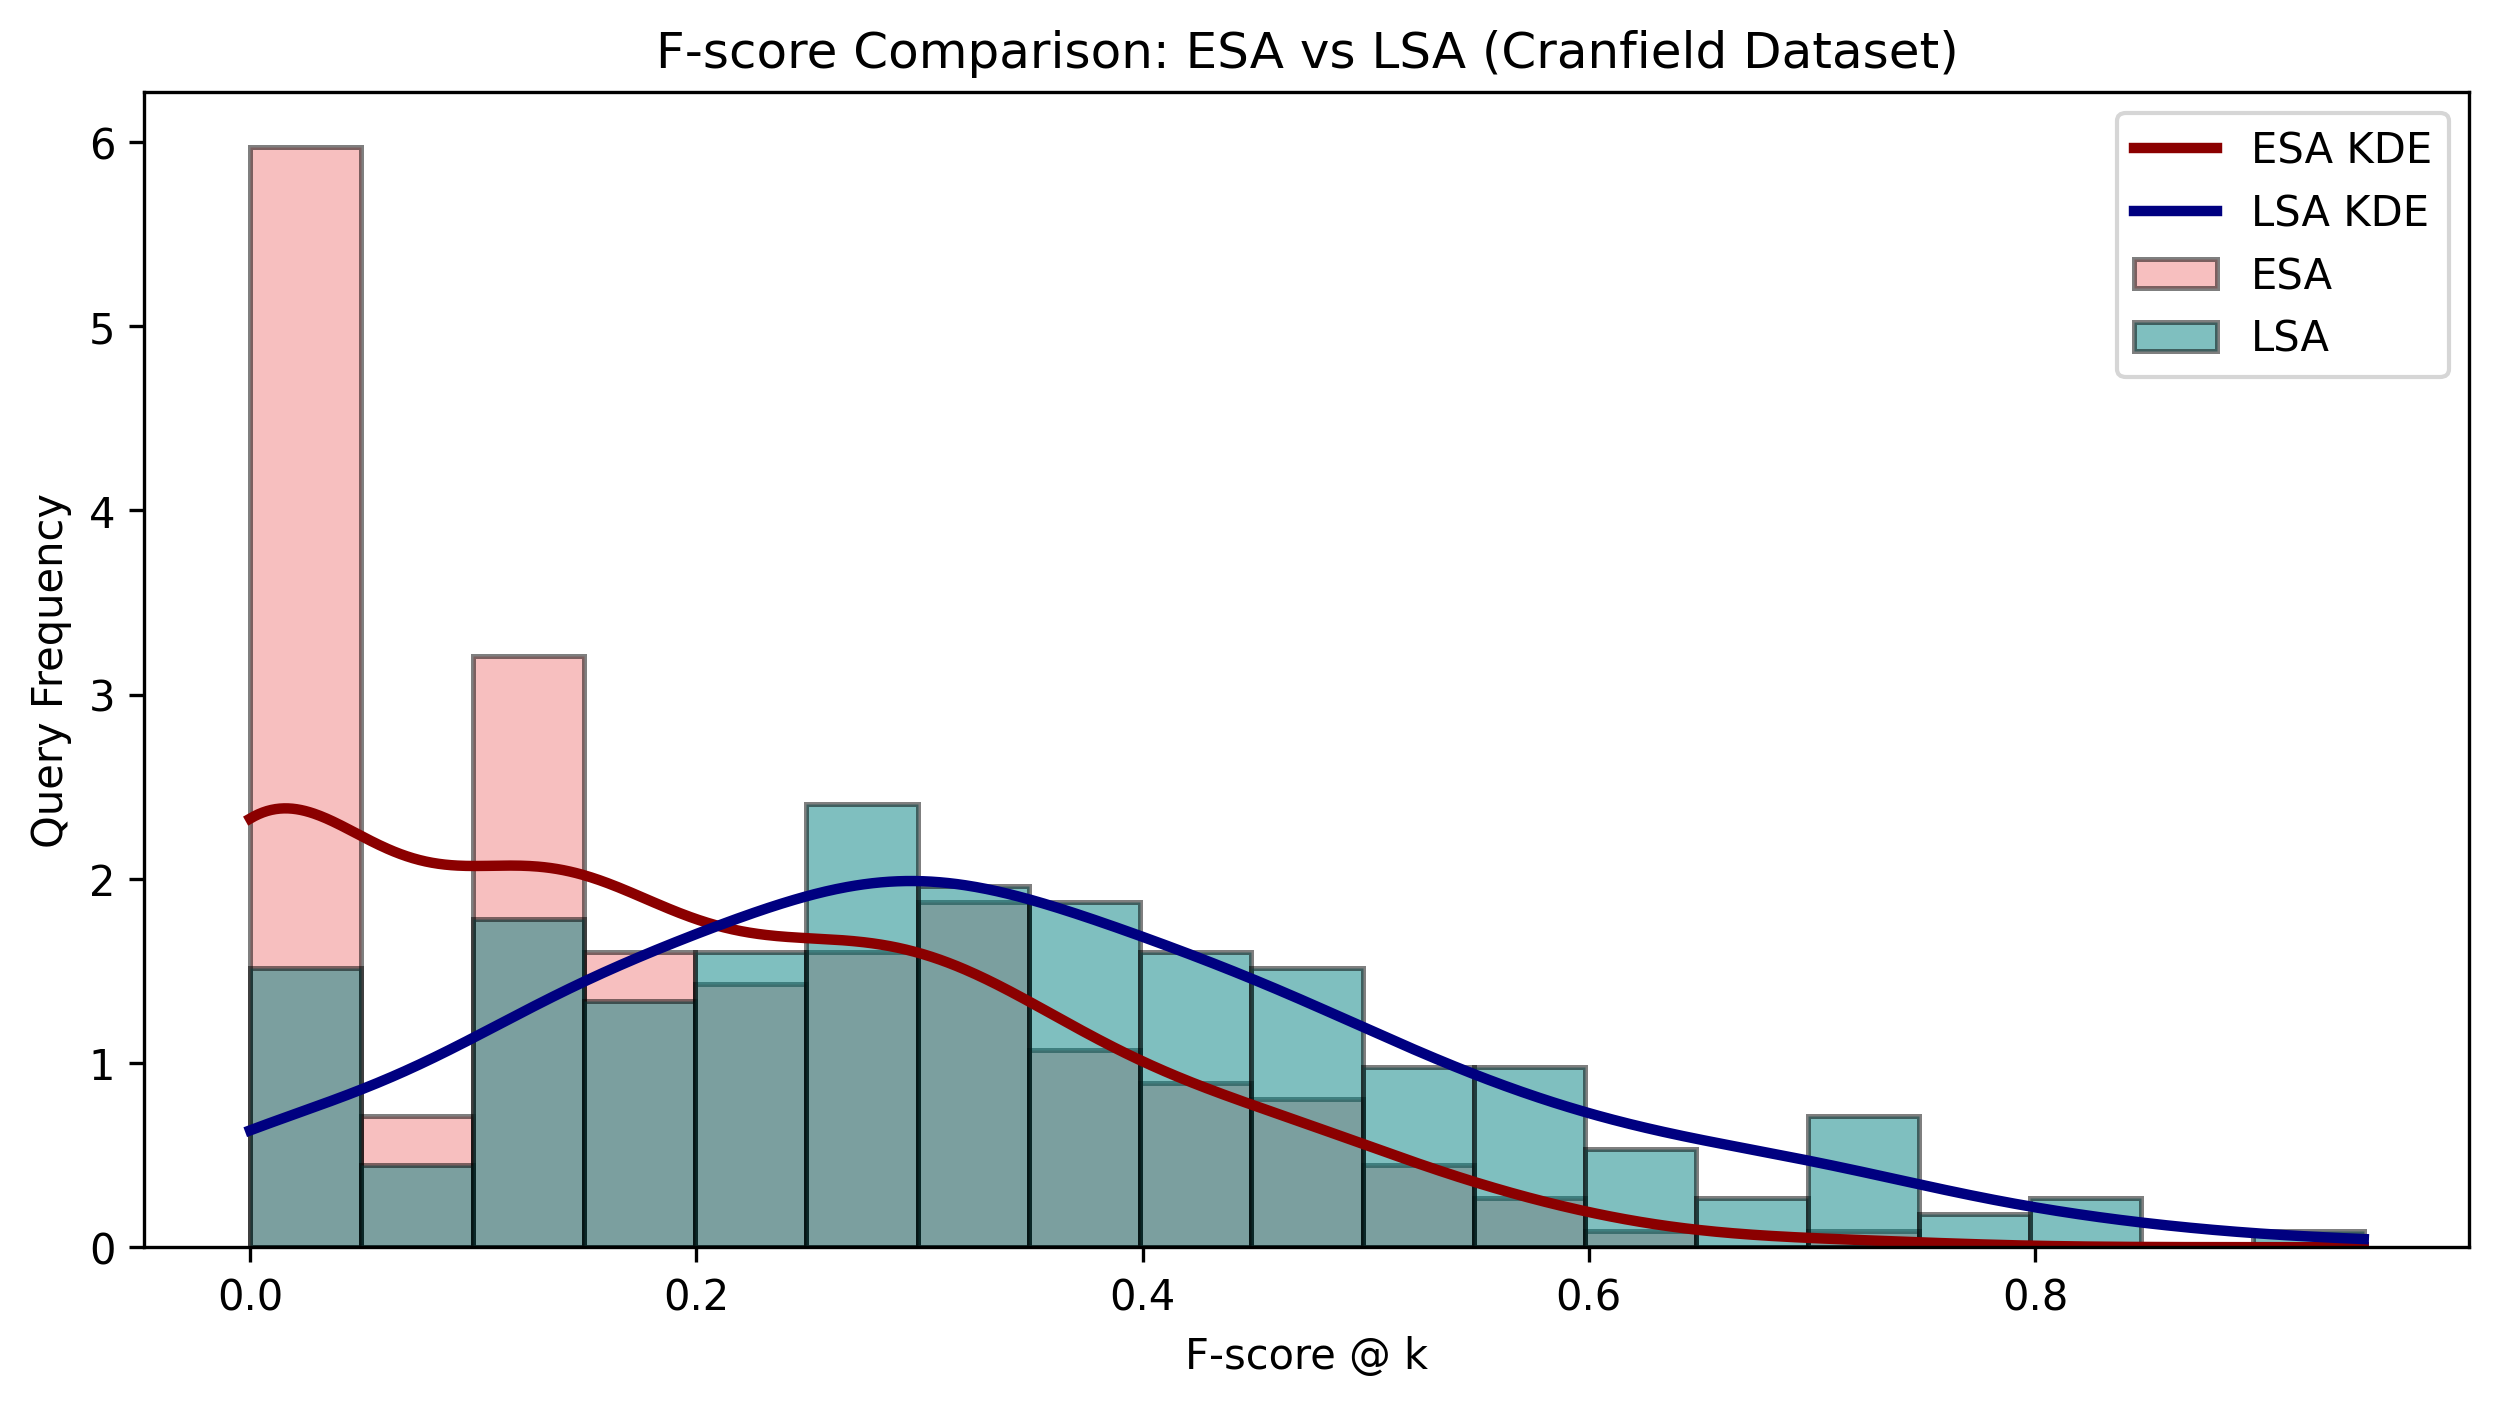 F-score Comparison: ESA vs LSA (Cranfield Dataset)
ESA KDE
LSA KDE
ESA
LSA
Query Frequency
6
5
4
3
2
1
0
0.0 0.2 0.4 0.6 0.8
F-score @ k